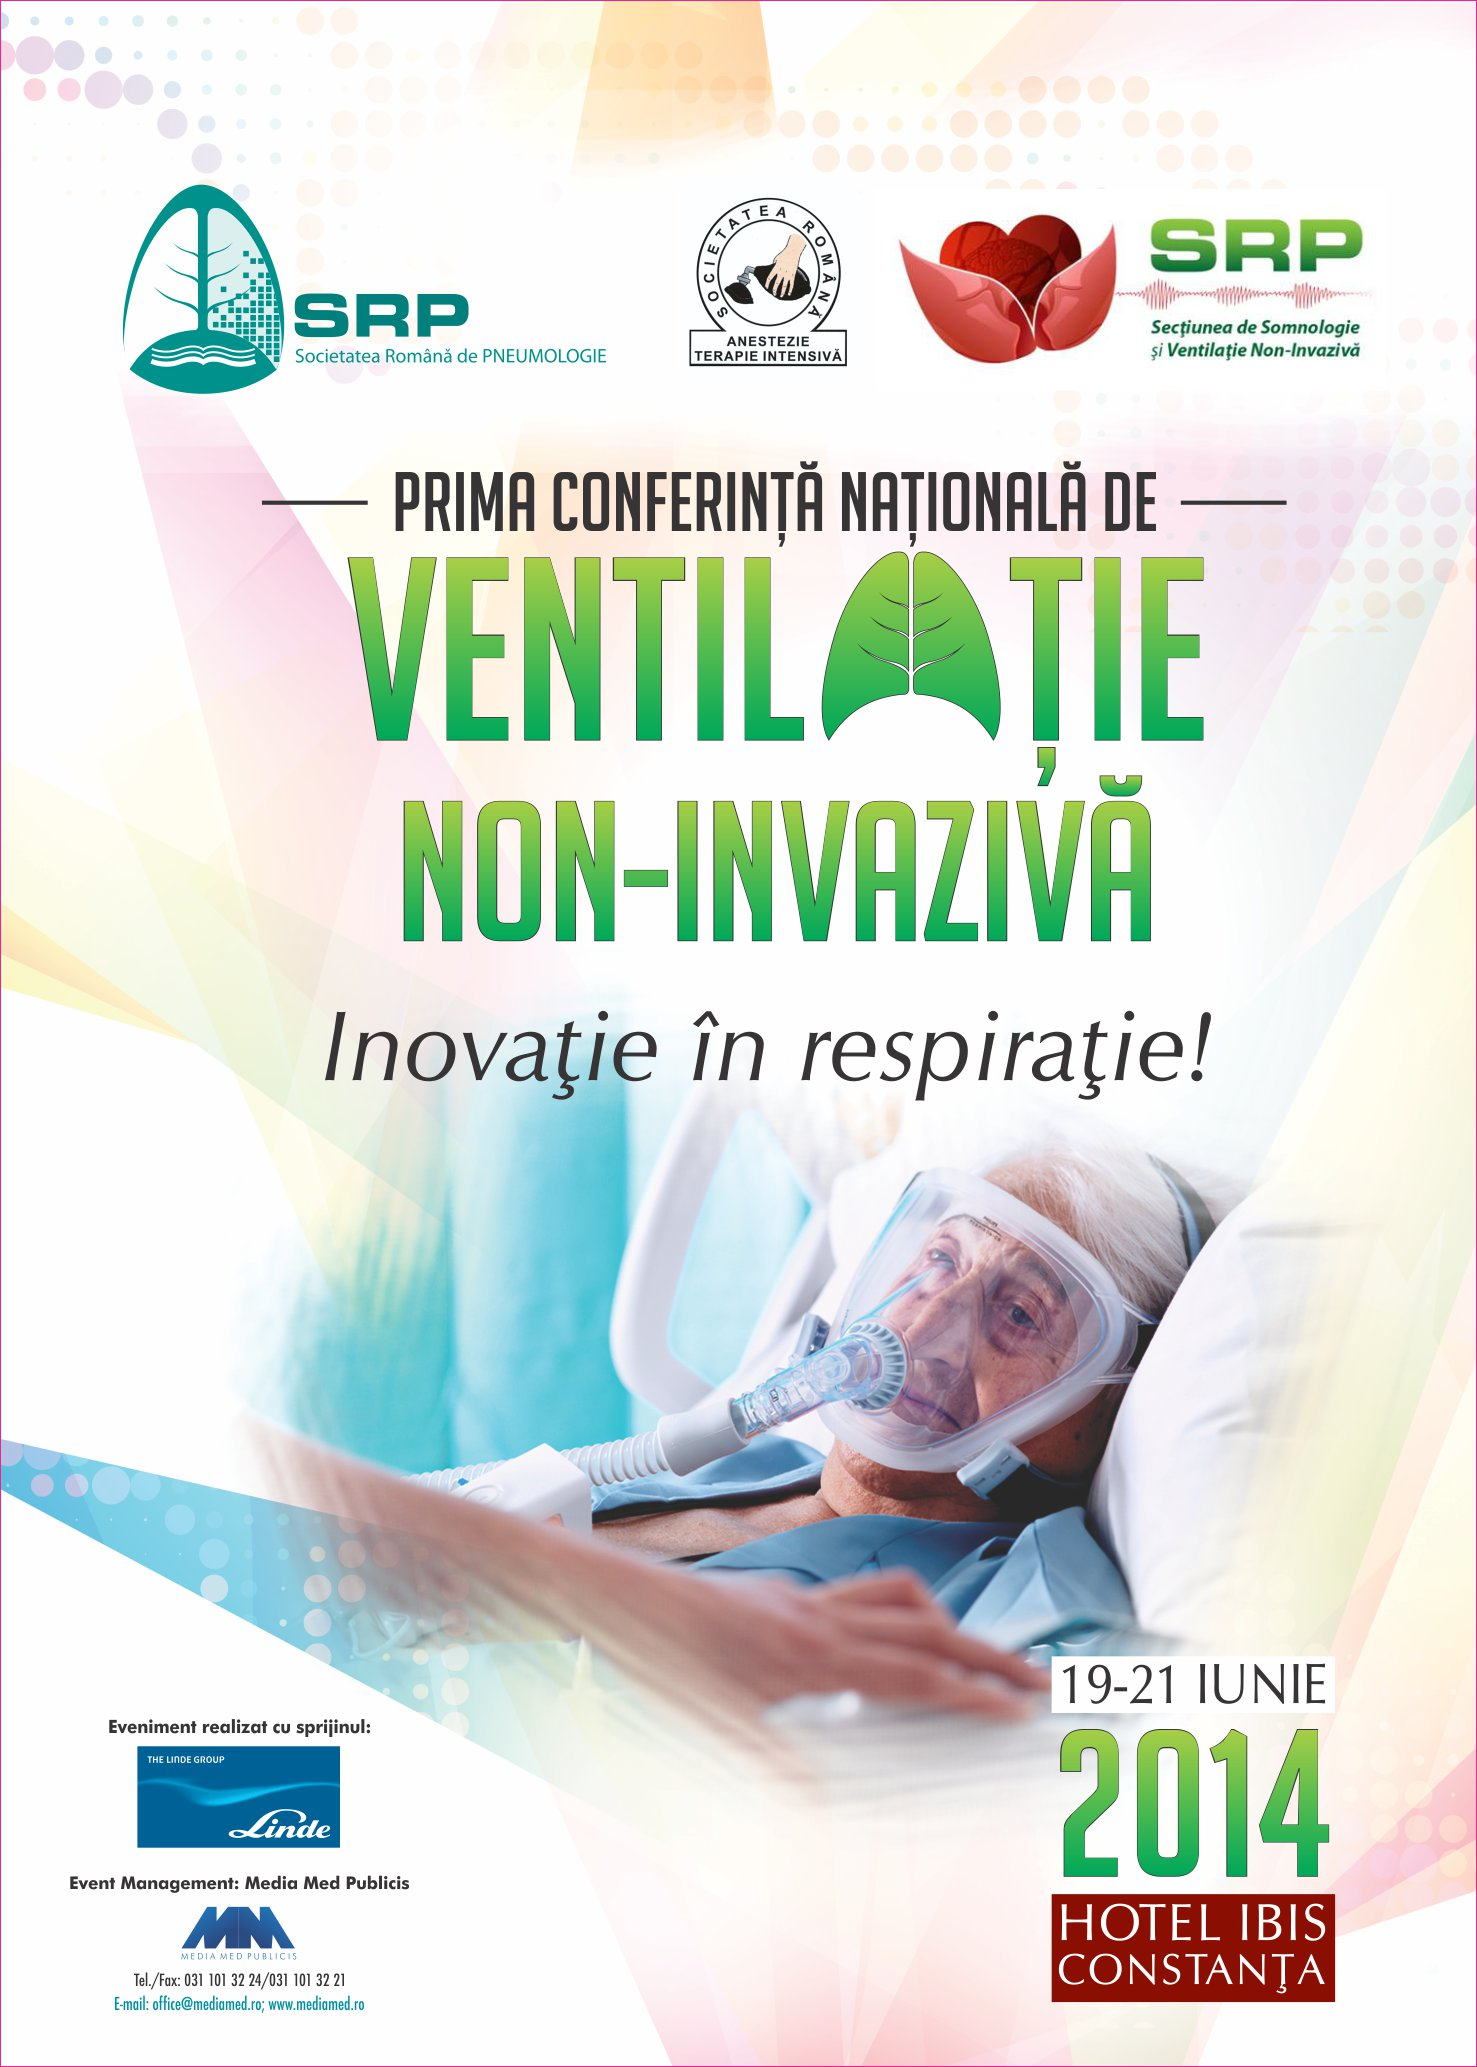 SRP
Societatea Română de PNEUMOLOGIE
SOCIETATEA ROMÂNĂ
ANESTEZIE
TERAPIE INTENSIVĂ
SRP
Secţiunea de Somnologie
şi Ventilaţie Non-Invazivă
PRIMA CONFERINȚĂ NAȚIONALĂ DE
VENTILAȚIE
NON-INVAZIVĂ
Inovaţie în respiraţie!
19-21 IUNIE
2014
HOTEL IBIS
CONSTANŢA
Eveniment realizat cu sprijinul:
THE LINDE GROUP
Linde
Event Management: Media Med Publicis
MEDIA MED PUBLICIS
Tel./Fax: 031 101 32 24/031 101 32 21
E-mail: office@mediamed.ro; www.mediamed.ro